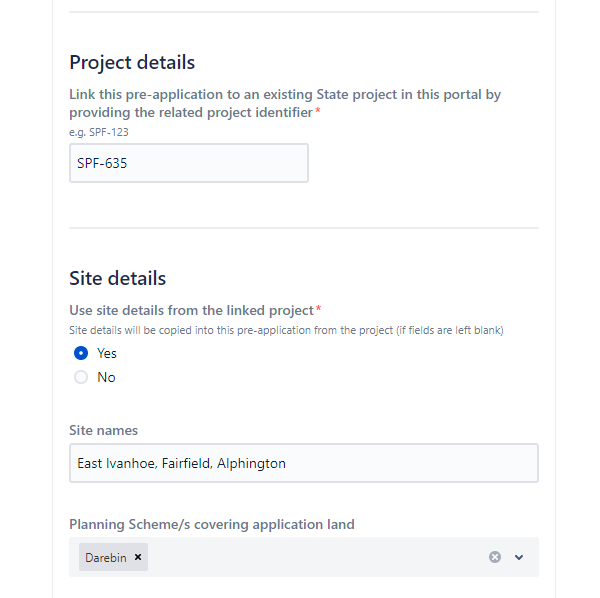 Project details
Link this pre-application to an existing State project in this portal by
providing the related project identifier*
e.g. SPF-123
SPF-635
Site details
Use site details from the linked project*
Site details will be copied into this pre-application from the project (if fields are left blank)
Yes
No
Site names
East Ivanhoe, Fairfield, Alphington
Planning Scheme/s covering application land
Darebin